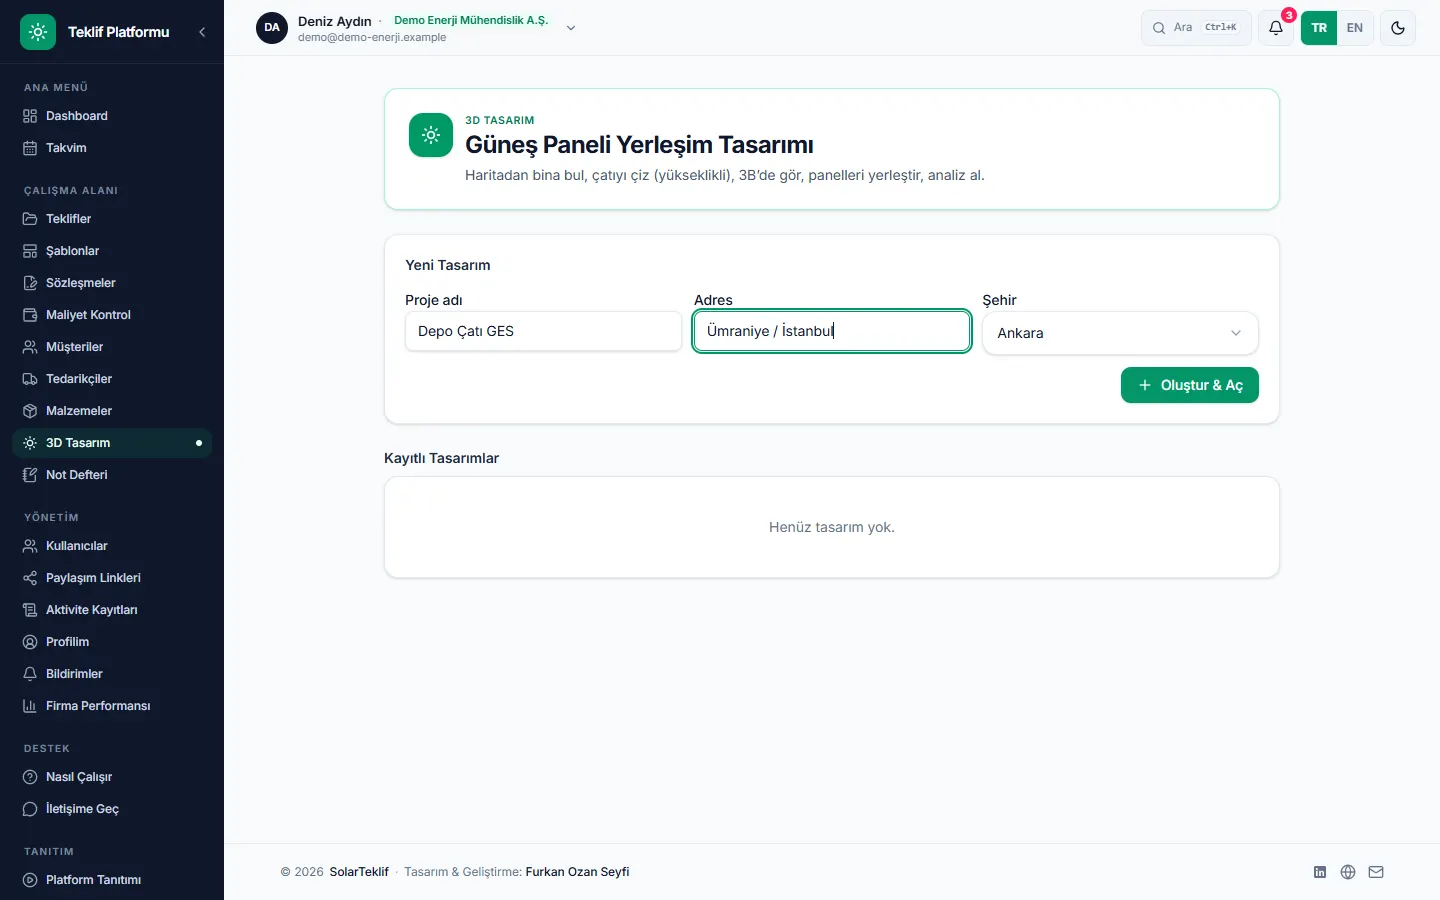 Teklif Platformu
ANA MENÜ
Dashboard
Takvim
ÇALIŞMA ALANI
Teklifler
Şablonlar
Sözleşmeler
Maliyet Kontrol
Müşteriler
Tedarikçiler
Malzemeler
3D Tasarım
Not Defteri
YÖNETİM
Kullanıcılar
Paylaşım Linkleri
Aktivite Kayıtları
Profilim
Bildirimler
Firma Performansı
DESTEK
Nasıl Çalışır
İletişime Geç
TANITIM
Platform Tanıtımı
DA
Deniz Aydın · Demo Enerji Mühendislik A.Ş.
demo@demo-enerji.example
Ara Ctrl+K
3
TR EN
3D TASARIM
Güneş Paneli Yerleşim Tasarımı
Haritadan bina bul, çatıyı çiz (yükseklikli), 3B’de gör, panelleri yerleştir, analiz al.
Yeni Tasarım
Proje adı Adres Şehir
Depo Çatı GES Ümraniye / İstanbul Ankara
+ Oluştur & Aç
Kayıtlı Tasarımlar
Henüz tasarım yok.
© 2026 SolarTeklif · Tasarım & Geliştirme: Furkan Ozan Seyfi